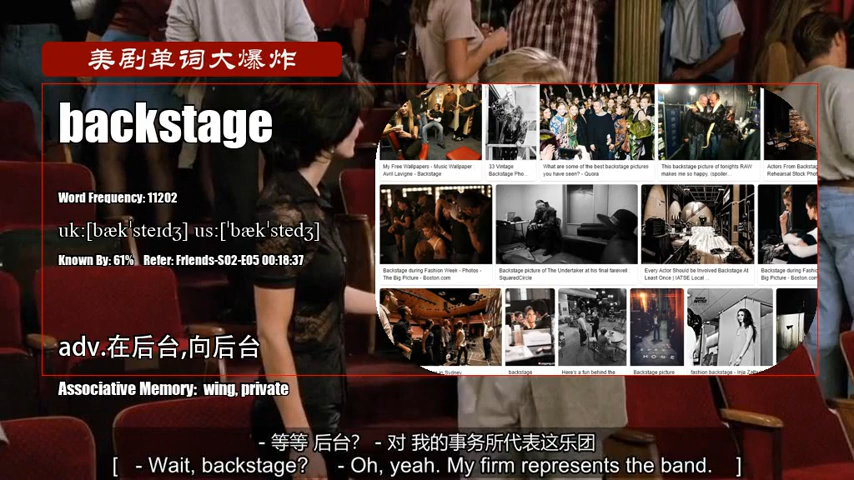 美剧单词大爆炸
backstage
Word Frequency: 11202
uk:[bækˈsteɪdʒ] us:[ˈbækˈstedʒ]
Known By: 61% Refer: Friends-S02-E05 00:18:37
adv.在后台,向后台
Associative Memory: wing, private
My Free Wallpapers - Music Wallpaper
Avril Lavigne - Backstage
33 Vintage
Backstage Pho...
What are some of the best backstage pictures
you have seen? - Quora
This backstage picture of tonights RAW
makes me so happy. (spoiler...
Actors From Backstage
Rehearsal Stock Phot
Backstage during Fashion Week - Photos -
The Big Picture - Boston.com
Backstage picture of The Undertaker at his final farewell
SquaredCircle
Every Actor Should be Involved Backstage At
Least Once | IATSE Local ...
Backstage during Fashi
The Big Picture - Boston.com
in Sydney
backstage
Here's a fun behind the
Backstage picture
fashion backstage - Inja Zalta
- 等等 后台? - 对 我的事务所代表这乐团
[ - Wait, backstage? - Oh, yeah. My firm represents the band. ]